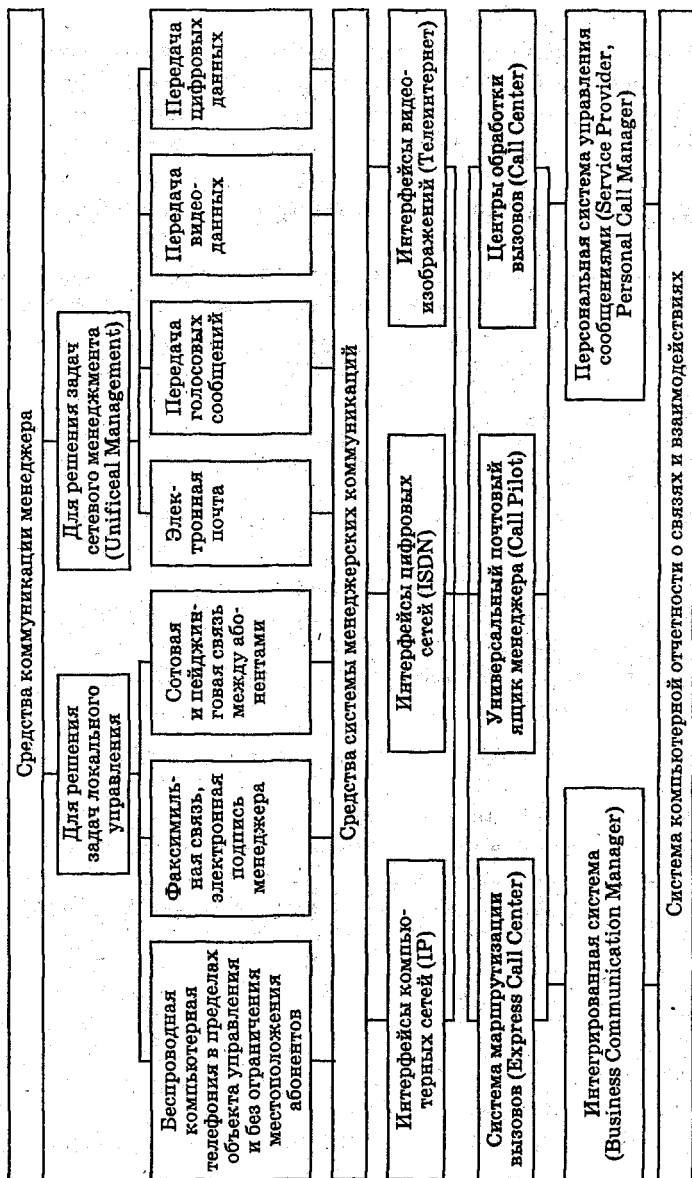 Средства коммуникации менеджера
Для решения
задач локального
управления
Для решения задач
сетевого менеджмента
(Unificeal Management)
Беспроводная
компьютерная
телефония в пределах
объекта управления
и без ограничения
местоположения
абонентов
Факсимиль-
ная связь,
электронная
подпись
менеджера
Сотовая
и пейджин-
говая связь
между або-
нентами
Элек-
тронная
почта
Передача
голосовых
сообщений
Передача
видео-
данных
Передача
цифровых
данных
Средства системы менеджерских коммуникаций
Интерфейсы компью-
терных сетей (IP)
Интерфейсы цифровых
сетей (ISDN)
Интерфейсы видео-
изображений (Телеинтернет)
Система маршрутизации
вызовов (Express Call Center)
Универсальный почтовый
ящик менеджера (Call Pilot)
Центры обработки
вызовов (Call Center)
Интегрированная система
(Business Communication Manager)
Персональная система управления
сообщениями (Service Provider,
Personal Call Manager)
Система компьютерной отчетности о связях и взаимодействиях